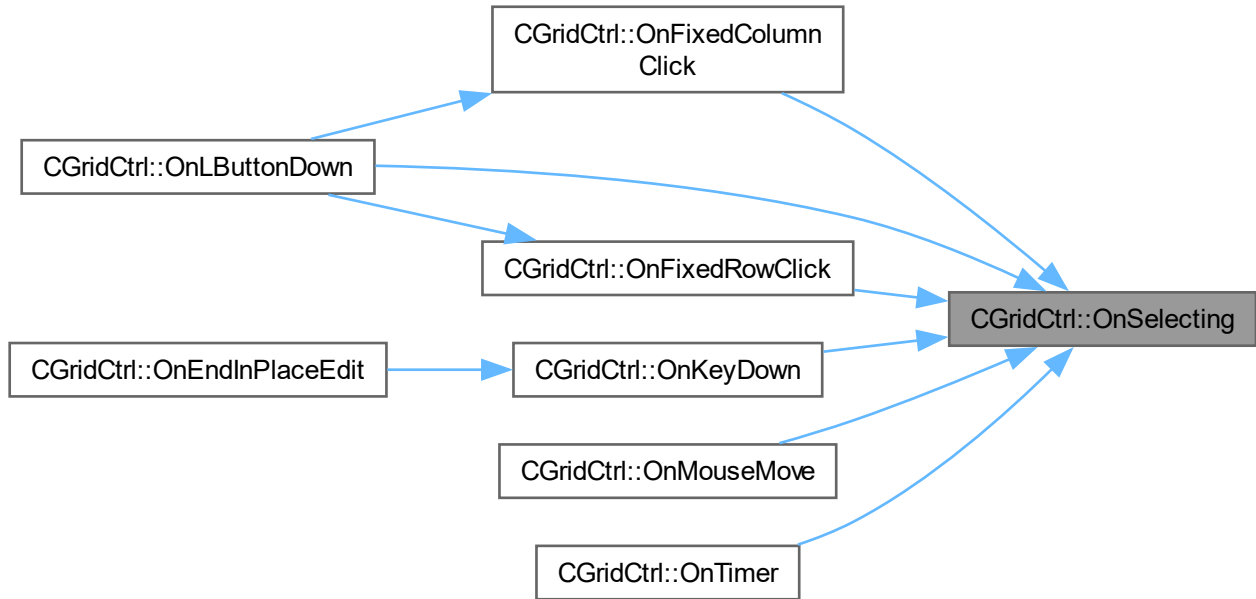 CGridCtrl::OnFixedColumn
Click
CGridCtrl::OnLButtonDown
CGridCtrl::OnFixedRowClick
CGridCtrl::OnSelecting
CGridCtrl::OnEndInPlaceEdit
CGridCtrl::OnKeyDown
CGridCtrl::OnMouseMove
CGridCtrl::OnTimer